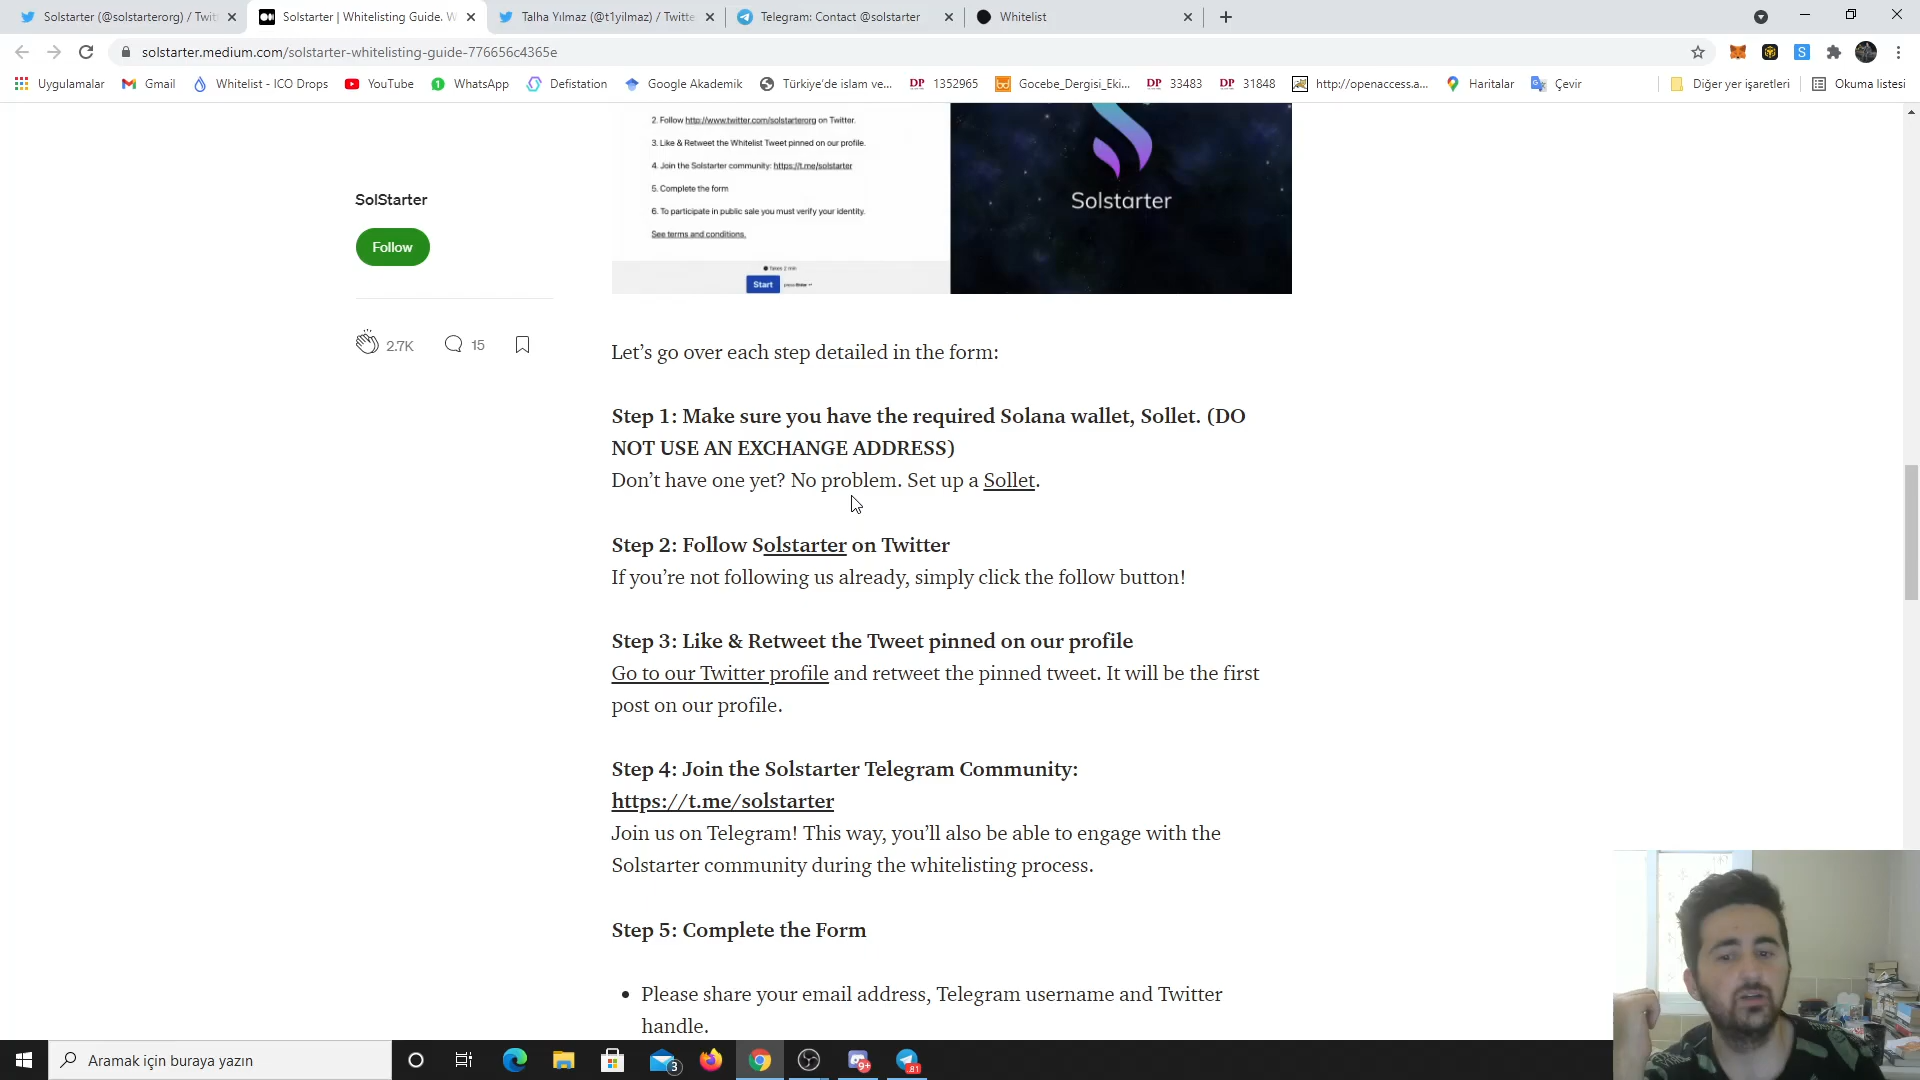 Solstarter (@solstarterorg) / Twit
Solstarter | Whitelisting Guide. W
Talha Yılmaz (@t1yilmaz) / Twitte
Telegram: Contact @solstarter
Whitelist
solstarter.medium.com/solstarter-whitelisting-guide-776656c4365e
Uygulamalar
Gmail
Whitelist - ICO Drops
YouTube
WhatsApp
Defistation
Google Akademik
Türkiye'de islam ve...
DP 1352965
Gocebe_Dergisi_Eki...
DP 33483
DP 31848
http://openaccess.a...
Haritalar
Çevir
Diğer yer işaretleri
Okuma listesi
2. Follow http://www.twitter.com/solstarterorg on Twitter.
3. Like & Retweet the Whitelist Tweet pinned on our profile.
4. Join the Solstarter community: https://t.me/solstarter
5. Complete the form
6. To participate in public sale you must verify your identity.
See terms and conditions.
Takes 2 min
Start
press Enter ↵
Solstarter
SolStarter
Follow
2.7K
15
Let's go over each step detailed in the form:
Step 1: Make sure you have the required Solana wallet, Sollet. (DO
NOT USE AN EXCHANGE ADDRESS)
Don't have one yet? No problem. Set up a Sollet.
Step 2: Follow Solstarter on Twitter
If you're not following us already, simply click the follow button!
Step 3: Like & Retweet the Tweet pinned on our profile
Go to our Twitter profile and retweet the pinned tweet. It will be the first
post on our profile.
Step 4: Join the Solstarter Telegram Community:
https://t.me/solstarter
Join us on Telegram! This way, you'll also be able to engage with the
Solstarter community during the whitelisting process.
Step 5: Complete the Form
• Please share your email address, Telegram username and Twitter
handle.
Aramak için buraya yazın
3
9+
81